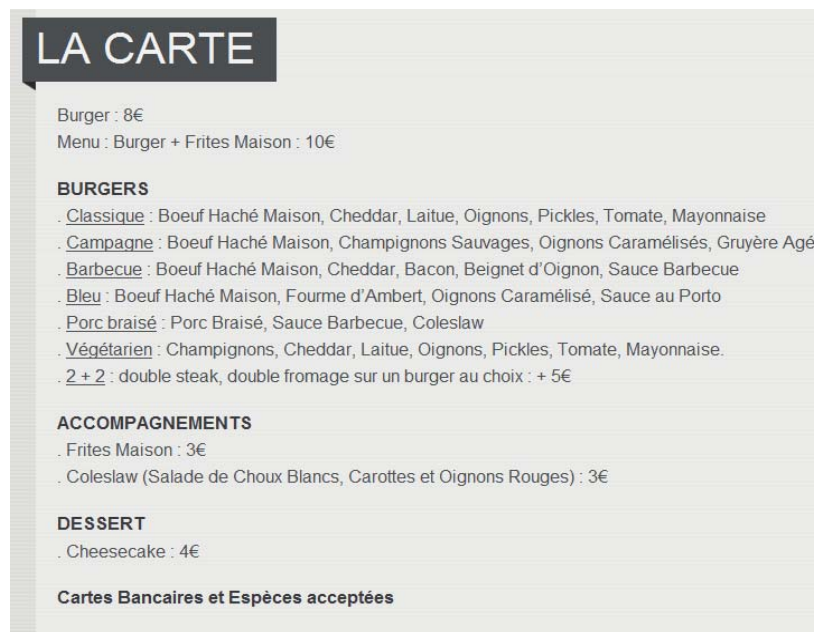 LA CARTE
Burger : 8€
Menu : Burger + Frites Maison : 10€
BURGERS
. Classique : Boeuf Haché Maison, Cheddar, Laitue, Oignons, Pickles, Tomate, Mayonnaise
. Campagne : Boeuf Haché Maison, Champignons Sauvages, Oignons Caramélisés, Gruyère Agé
. Barbecue : Boeuf Haché Maison, Cheddar, Bacon, Beignet d'Oignon, Sauce Barbecue
. Bleu : Boeuf Haché Maison, Fourme d'Ambert, Oignons Caramélisé, Sauce au Porto
. Porc braisé : Porc Braisé, Sauce Barbecue, Coleslaw
. Végétarien : Champignons, Cheddar, Laitue, Oignons, Pickles, Tomate, Mayonnaise.
. 2 + 2 : double steak, double fromage sur un burger au choix : + 5€
ACCOMPAGNEMENTS
. Frites Maison : 3€
. Coleslaw (Salade de Choux Blancs, Carottes et Oignons Rouges) : 3€
DESSERT
. Cheesecake : 4€
Cartes Bancaires et Espèces acceptées